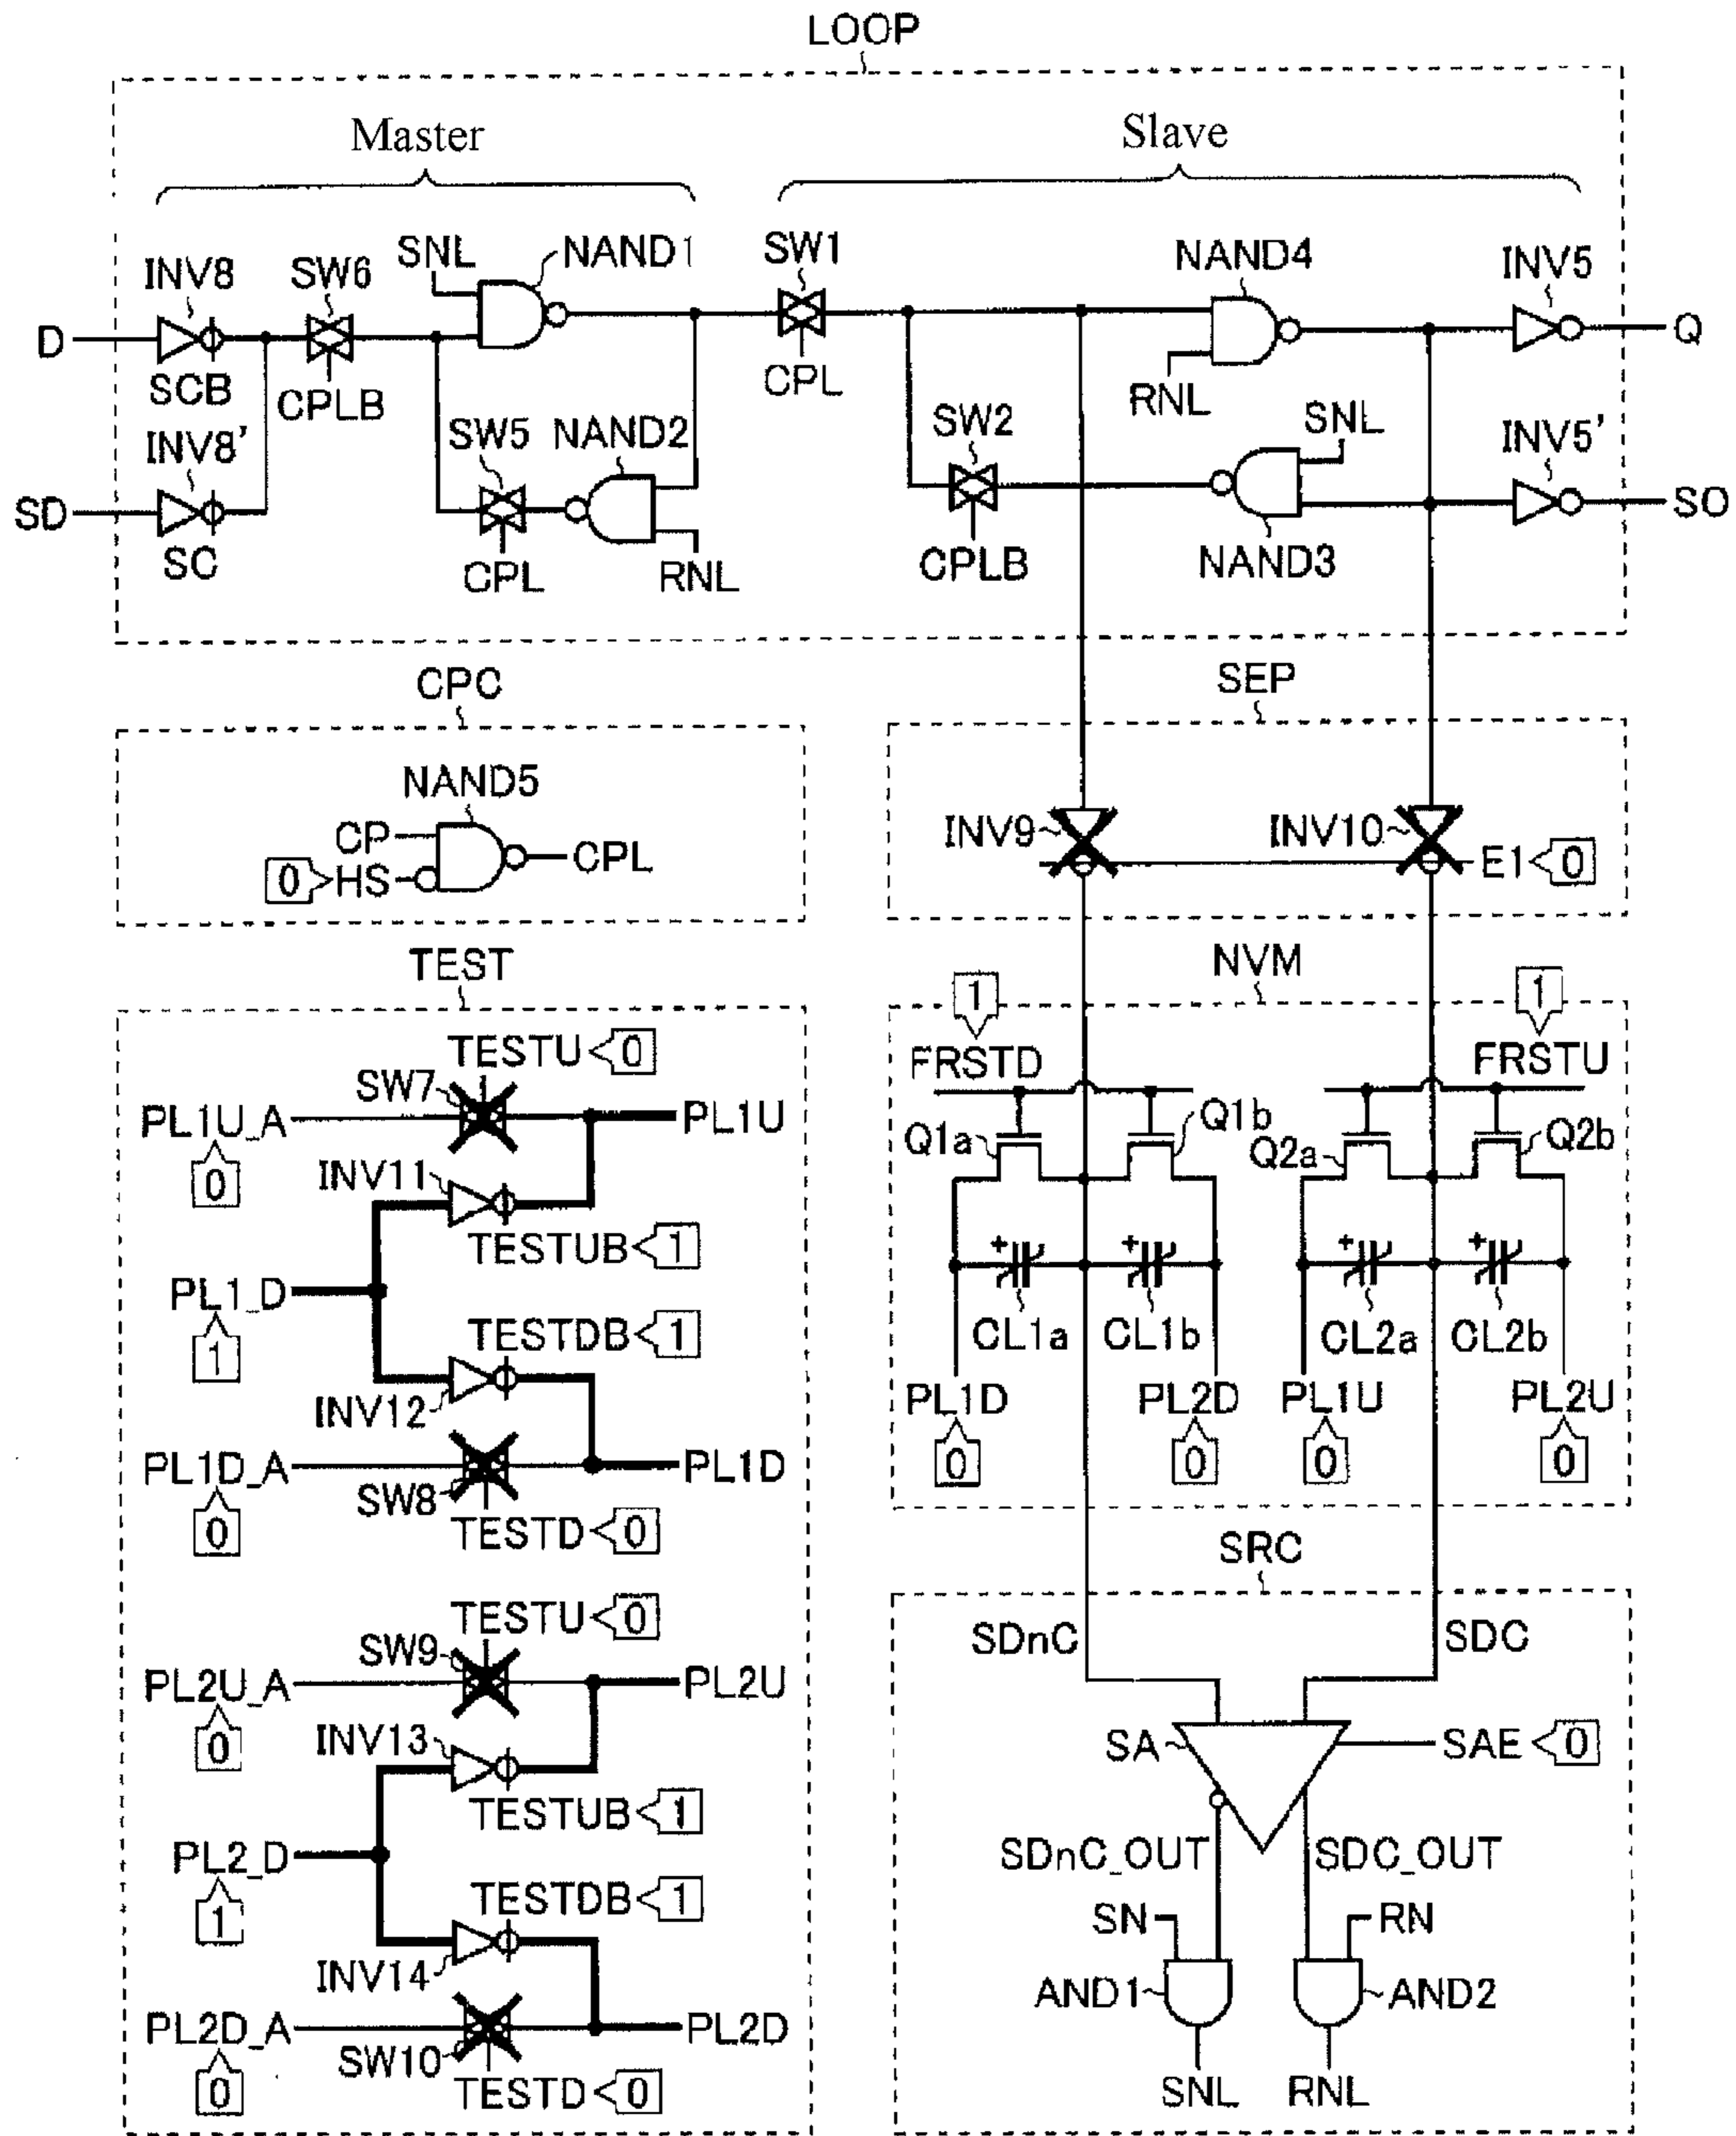 LOOP
Master
Slave
SNL
NAND1
SW1
NAND4
INV5
INV8
SW6
D
Q
SCB
CPLB
CPL
RNL
INV8'
SW5
NAND2
SW2
SNL
INV5'
SD
SO
SC
CPL
RNL
CPLB
NAND3
CPC
SEP
NAND5
CP
CPL
0
HS
INV9
INV10
E1
0
TEST
NVM
1
1
TESTU
0
FRSTD
FRSTU
SW7
PL1U_A
PL1U
0
Q1a
Q1b
Q2a
Q2b
INV11
TESTUB
1
PL1_D
1
TESTDB
1
CL1a
CL1b
CL2a
CL2b
INV12
PL1D
PL2D
PL1U
PL2U
0
0
0
0
PL1D_A
PL1D
0
SW8
TESTD
0
SRC
TESTU
0
SDnC
SDC
SW9
PL2U_A
PL2U
0
INV13
SA
SAE
0
TESTUB
1
PL2_D
1
SDnC_OUT
SDC_OUT
TESTDB
1
SN
RN
INV14
AND1
AND2
PL2D_A
PL2D
0
SW10
TESTD
0
SNL
RNL